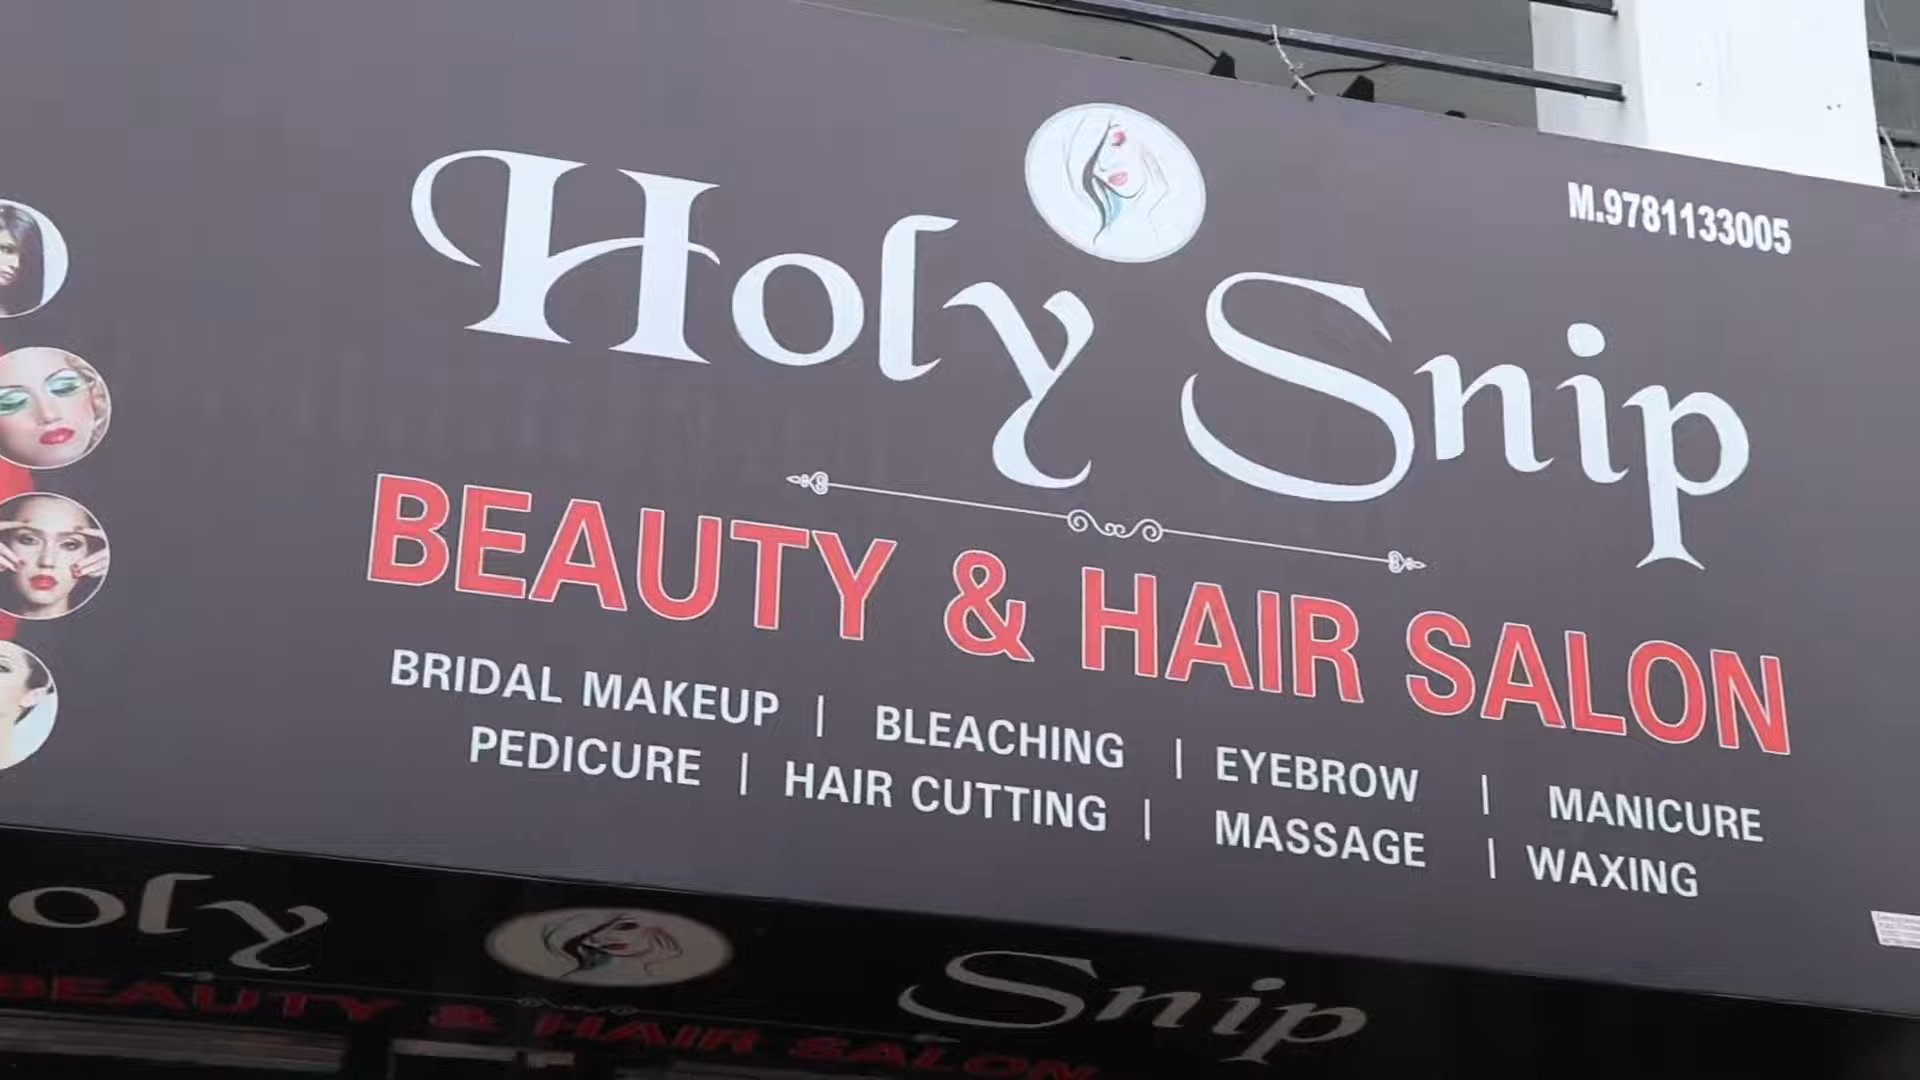 M.9781133005
Holy Snip
BEAUTY & HAIR SALON
BRIDAL MAKEUP | BLEACHING | EYEBROW | MANICURE
PEDICURE | HAIR CUTTING | MASSAGE | WAXING
oly Snip
BEAUTY & HAIR SALON